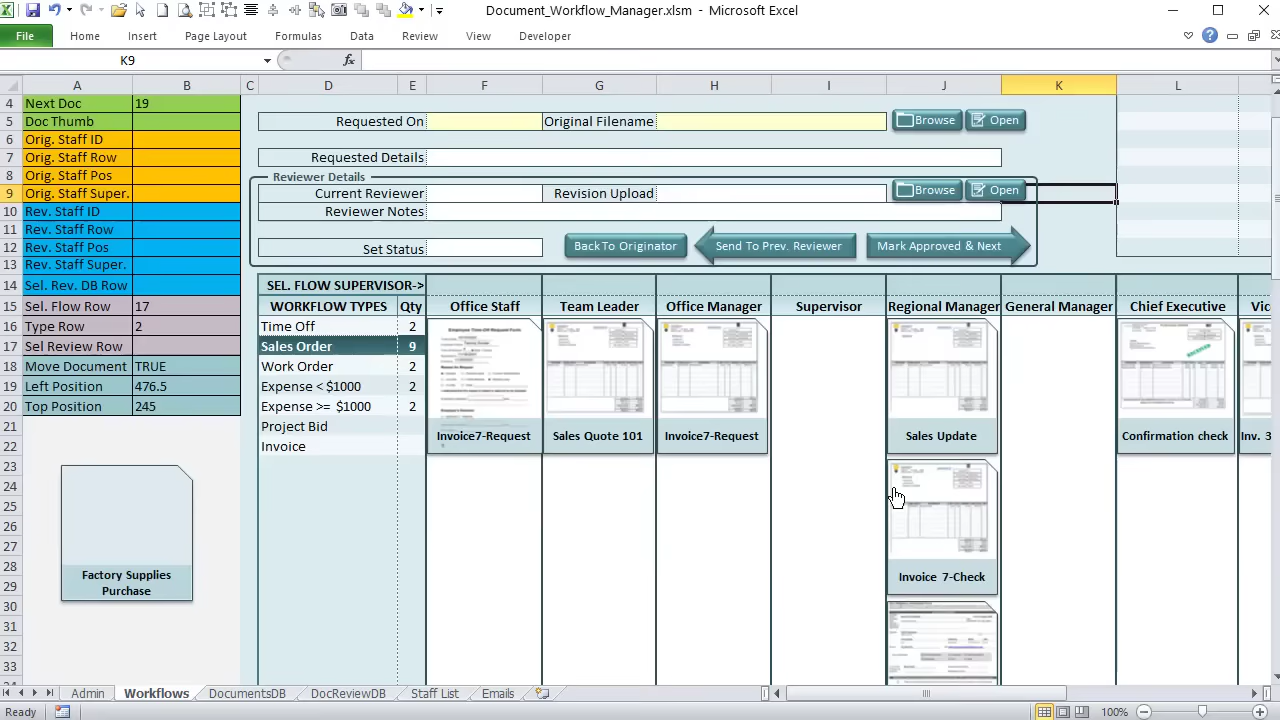 Document_Workflow_Manager.xlsm - Microsoft Excel
File Home Insert Page Layout Formulas Data Review View Developer
K9 fx
A B C D E F G H I J K L
4 Next Doc 19
5 Doc Thumb Requested On Original Filename Browse Open
6 Orig. Staff ID
7 Orig. Staff Row Requested Details
8 Orig. Staff Pos Reviewer Details
9 Orig. Staff Super. Current Reviewer Revision Upload Browse Open
10 Rev. Staff ID Reviewer Notes
11 Rev. Staff Row
12 Rev. Staff Pos Set Status Back To Originator Send To Prev. Reviewer Mark Approved & Next
13 Rev. Staff Super.
14 Sel. Rev. DB Row SEL. FLOW SUPERVISOR->
15 Sel. Flow Row 17 WORKFLOW TYPES Qty Office Staff Team Leader Office Manager Supervisor Regional Manager General Manager Chief Executive Vic
16 Type Row 2 Time Off 2
17 Sel Review Row Sales Order 9
18 Move Document TRUE Work Order 2
19 Left Position 476.5 Expense < $1000 2
20 Top Position 245 Expense >= $1000 2
21 Project Bid Invoice7-Request Sales Quote 101 Invoice7-Request Sales Update Confirmation check Inv. 3
22 Invoice
23
24
25
26
27
28 Factory Supplies Invoice 7-Check
29 Purchase
30
31
32
33
Admin Workflows DocumentsDB DocReviewDB Staff List Emails
Ready 100%